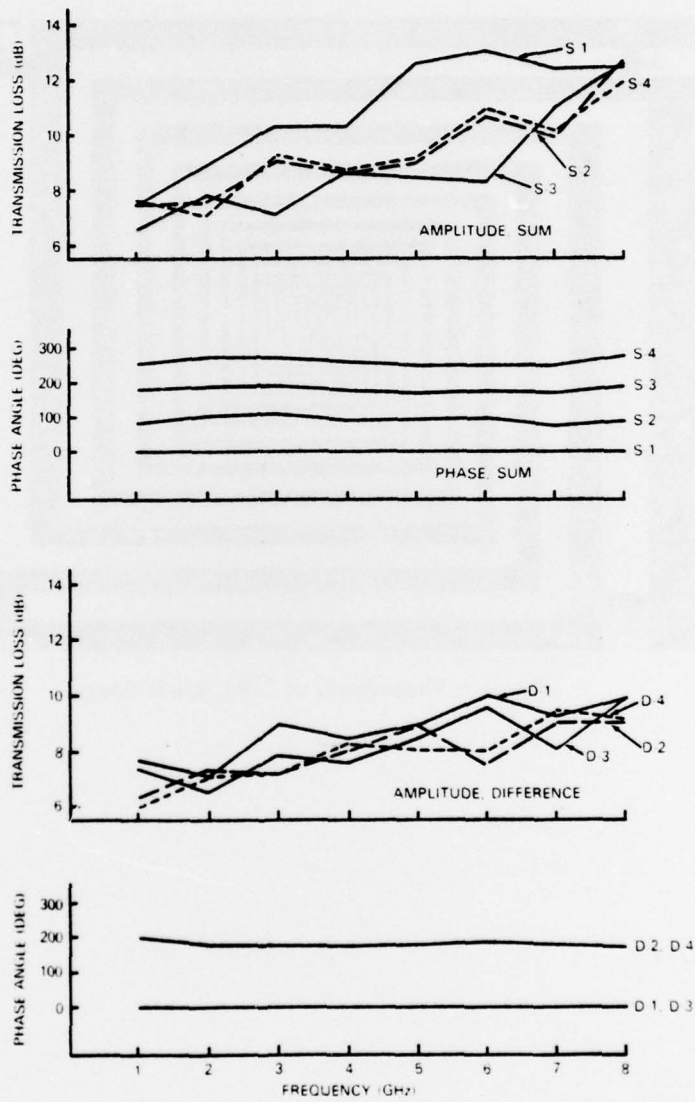 14
12
10
8
6
TRANSMISSION LOSS (dB)
S 1
S 4
S 2
S 3
AMPLITUDE, SUM
300
200
100
0
PHASE ANGLE (DEG)
S 4
S 3
S 2
S 1
PHASE, SUM
14
12
10
8
6
TRANSMISSION LOSS (dB)
D 1
D 4
D 2
D 3
AMPLITUDE, DIFFERENCE
300
200
100
0
PHASE ANGLE (DEG)
D 2, D 4
D 1, D 3
1 2 3 4 5 6 7 8
FREQUENCY (GHz)